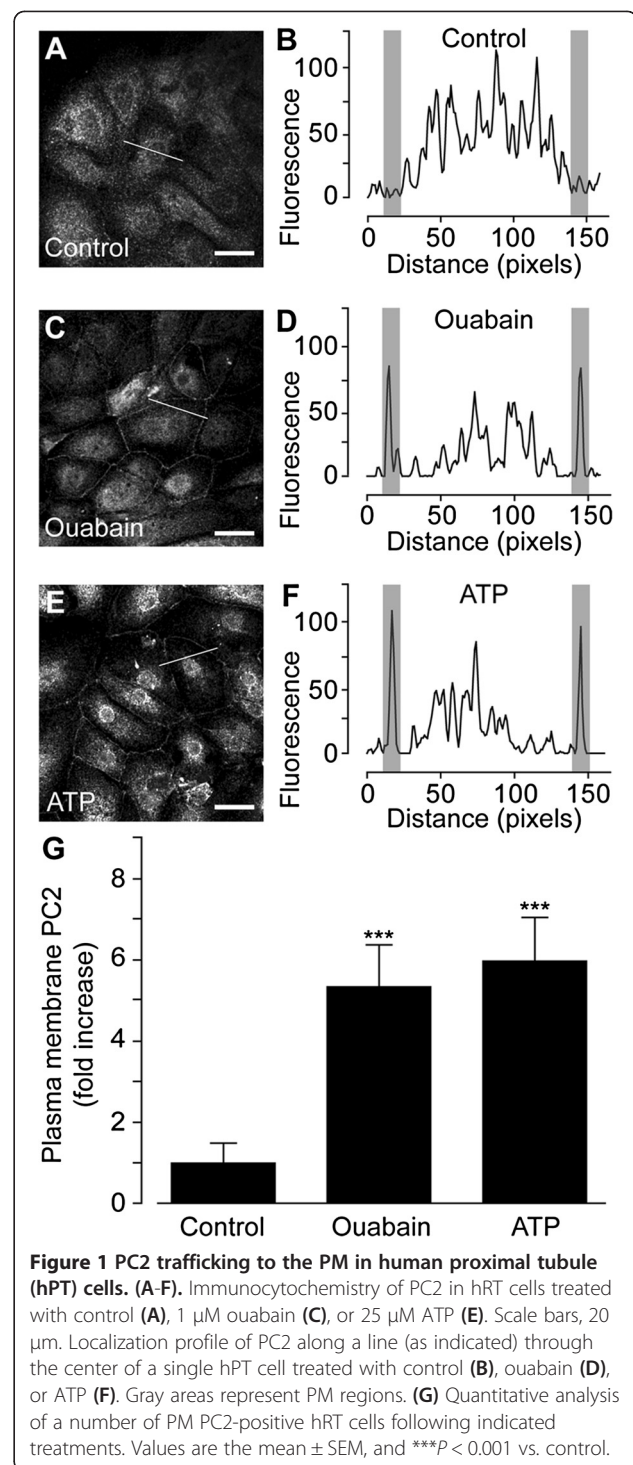 A
Control
B
Control
Fluorescence
100
50
0
0 50 100 150
Distance (pixels)
C
Ouabain
D
Ouabain
Fluorescence
100
50
0
0 50 100 150
Distance (pixels)
E
ATP
F
ATP
Fluorescence
100
50
0
0 50 100 150
Distance (pixels)
G
Plasma membrane PC2
(fold increase)
8
6
4
2
0
***
***
Control Ouabain ATP
Figure 1 PC2 trafficking to the PM in human proximal tubule
(hPT) cells. (A-F). Immunocytochemistry of PC2 in hRT cells treated
with control (A), 1 μM ouabain (C), or 25 μM ATP (E). Scale bars, 20
μm. Localization profile of PC2 along a line (as indicated) through
the center of a single hPT cell treated with control (B), ouabain (D),
or ATP (F). Gray areas represent PM regions. (G) Quantitative analysis
of a number of PM PC2-positive hRT cells following indicated
treatments. Values are the mean ± SEM, and ***P < 0.001 vs. control.